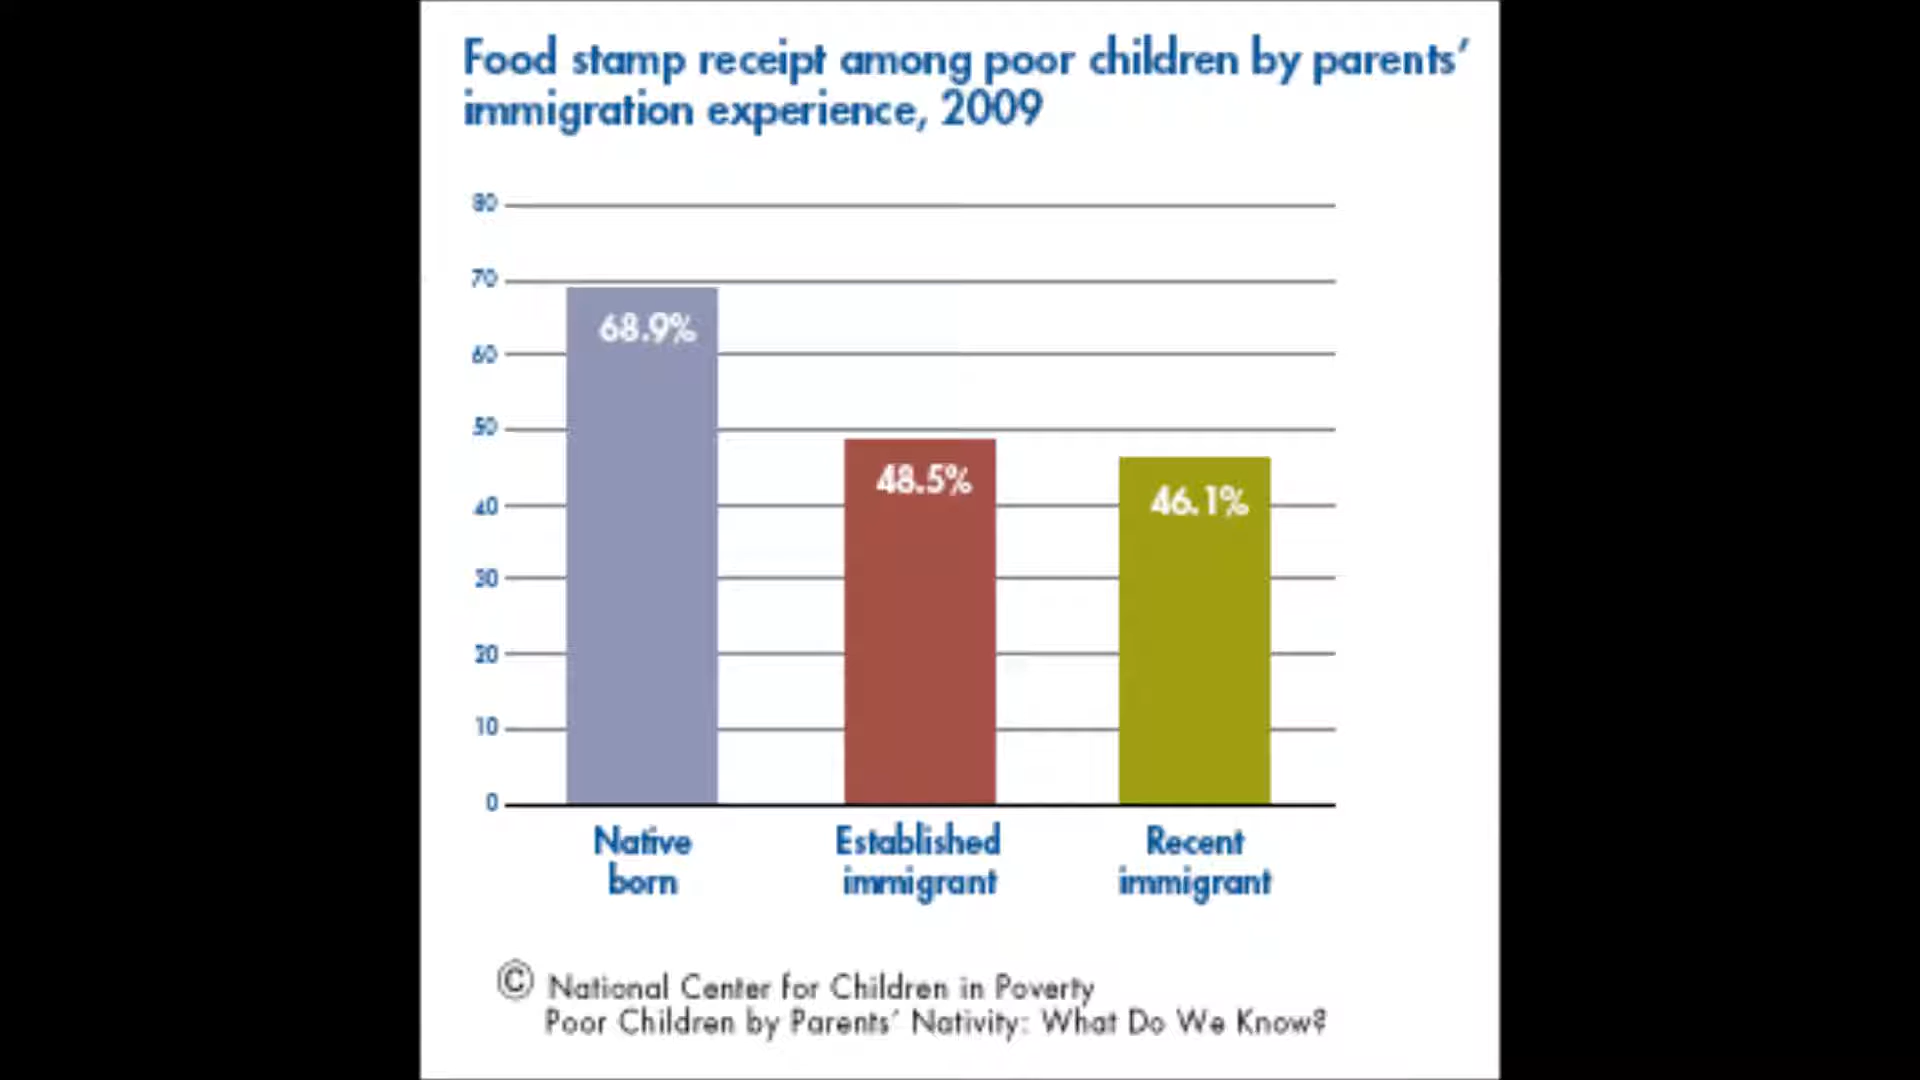 Food stamp receipt among poor children by parents’
immigration experience, 2009
80
70
60
50
40
30
20
10
0
68.9%
48.5%
46.1%
Native
born
Established
immigrant
Recent
immigrant
© National Center for Children in Poverty
Poor Children by Parents’ Nativity: What Do We Know?